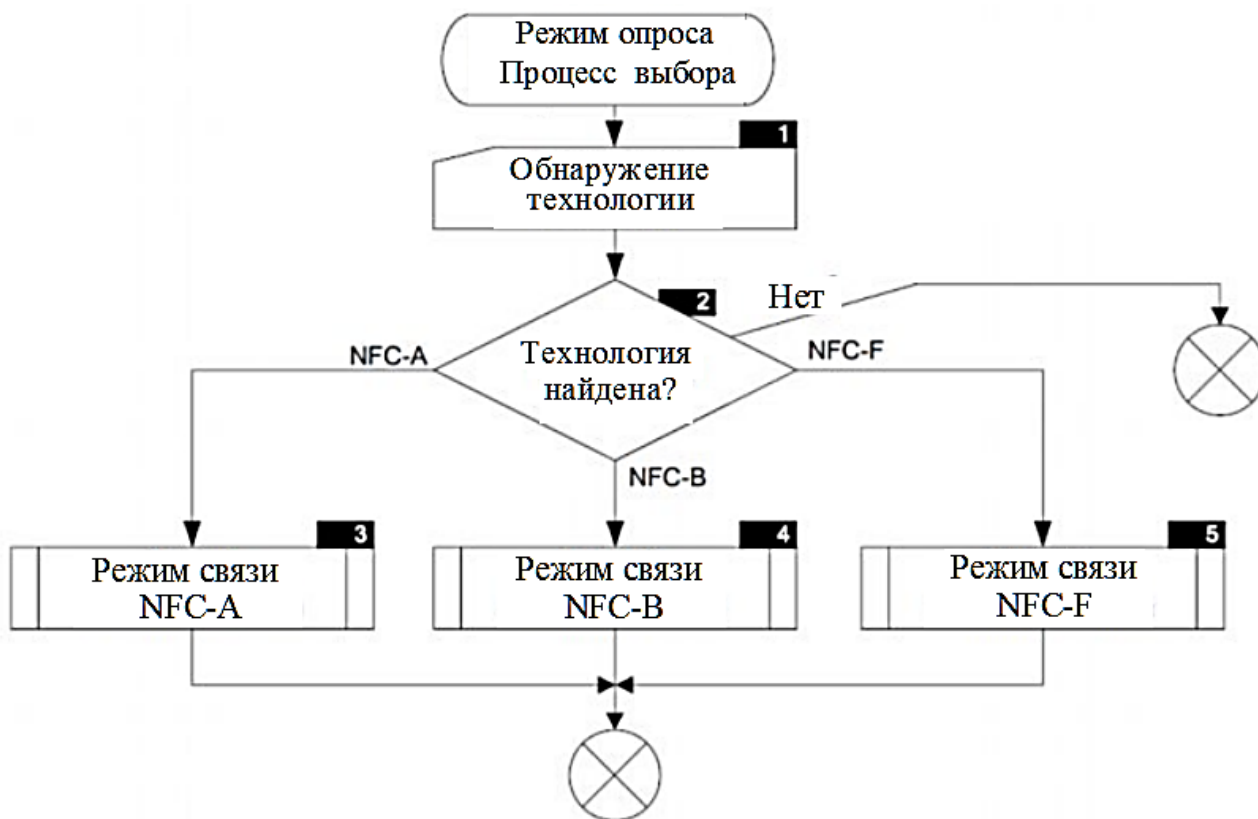 Режим опроса
Процесс выбора
1
Обнаружение
технологии
2
Нет
NFC-A
Технология
найдена?
NFC-F
NFC-B
3
Режим связи
NFC-A
4
Режим связи
NFC-B
5
Режим связи
NFC-F